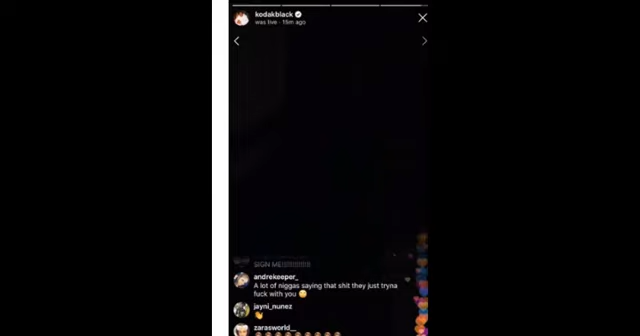 kodakblack
was live · 15m ago
SIGN ME!!!!!!!!!!!!!!!
andrekeeper_
A lot of niggas saying that shit they just tryna
fuck with you 🙄
jayni_nunez
👏
zarasworld_